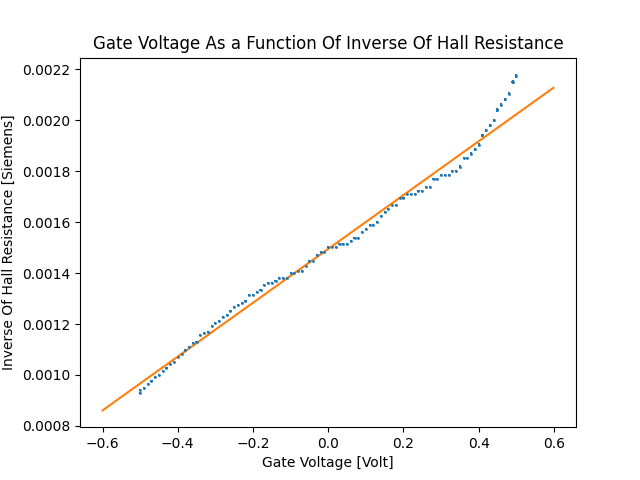 Gate Voltage As a Function Of Inverse Of Hall Resistance
Inverse Of Hall Resistance [Siemens]
0.0022
0.0020
0.0018
0.0016
0.0014
0.0012
0.0010
0.0008
−0.6 −0.4 −0.2 0.0 0.2 0.4 0.6
Gate Voltage [Volt]